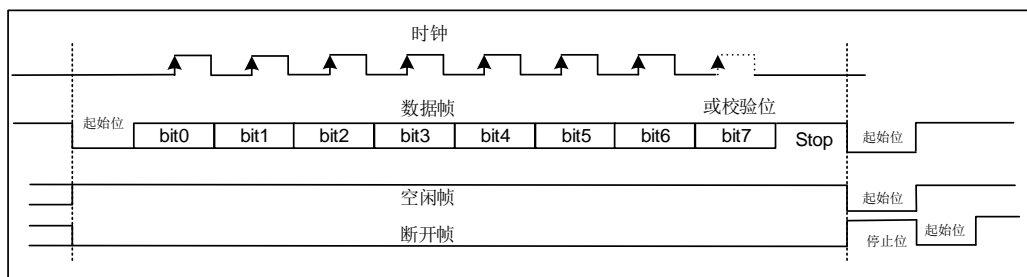 时钟
数据帧
或校验位
起始位 bit0 bit1 bit2 bit3 bit4 bit5 bit6 bit7 Stop 起始位
空闲帧 起始位
断开帧 停止位 起始位